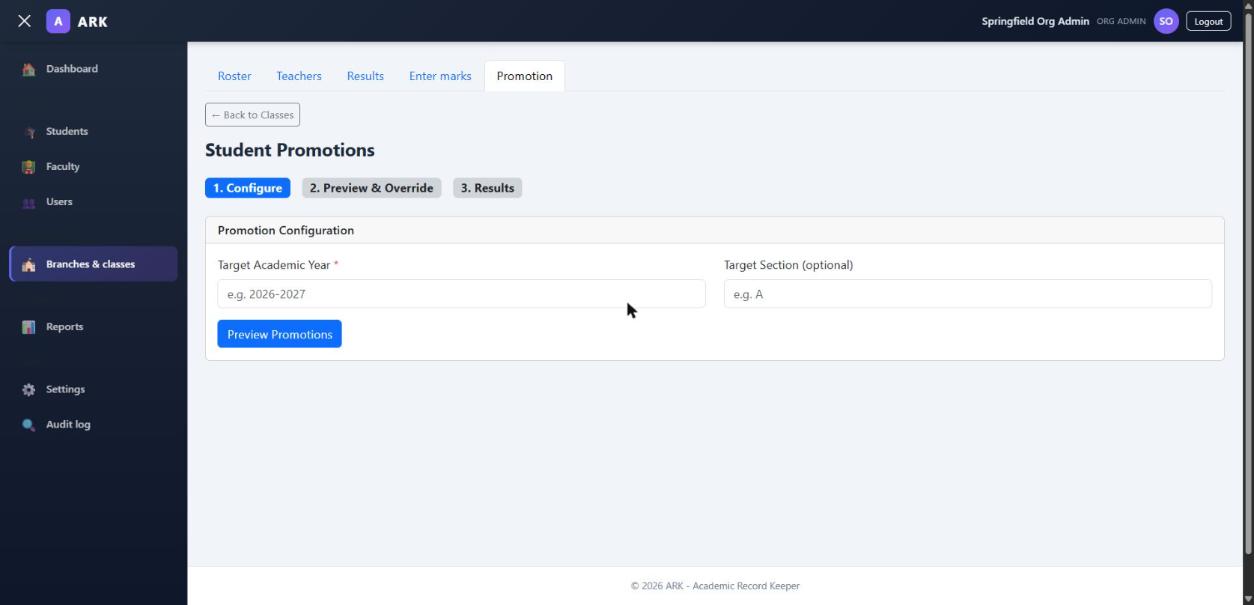 A ARK
Springfield Org Admin ORG ADMIN SO Logout
Dashboard
Students
Faculty
Users
Branches & classes
Reports
Settings
Audit log
Roster Teachers Results Enter marks Promotion
← Back to Classes
Student Promotions
1. Configure 2. Preview & Override 3. Results
Promotion Configuration
Target Academic Year * Target Section (optional)
e.g. 2026-2027 e.g. A
Preview Promotions
© 2026 ARK - Academic Record Keeper